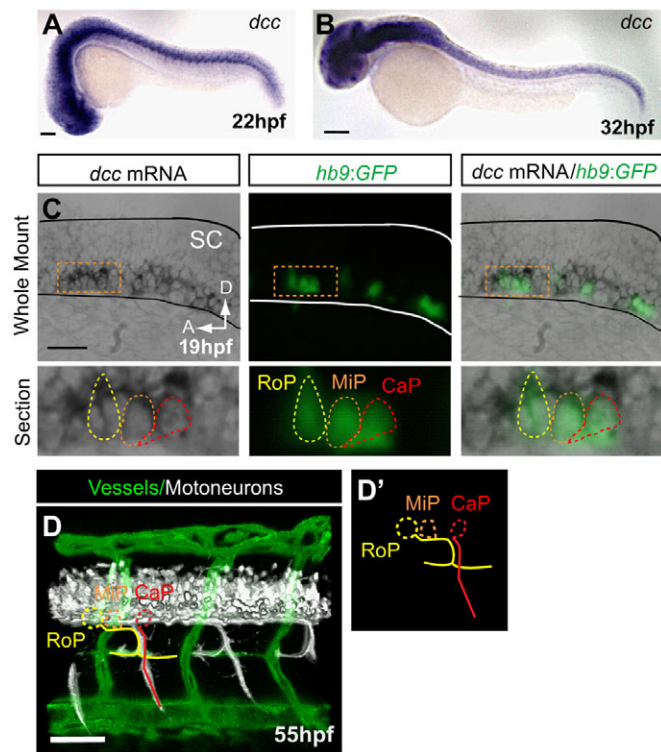 A
dcc
22hpf
B
dcc
32hpf
dcc mRNA
hb9:GFP
dcc mRNA/hb9:GFP
Whole Mount
C
SC
D
A
19hpf
Section
RoP
MiP
CaP
Vessels/Motoneurons
D
MiP
CaP
RoP
55hpf
D'
MiP
CaP
RoP